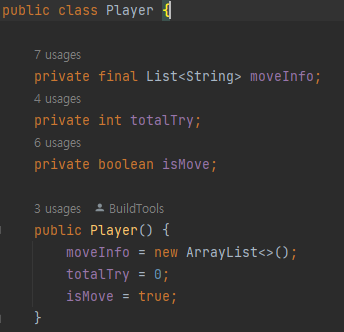 public class Player {
7 usages
private final List<String> moveInfo;
4 usages
private int totalTry;
6 usages
private boolean isMove;
3 usages BuildTools
public Player() {
moveInfo = new ArrayList<>();
totalTry = 0;
isMove = true;
}